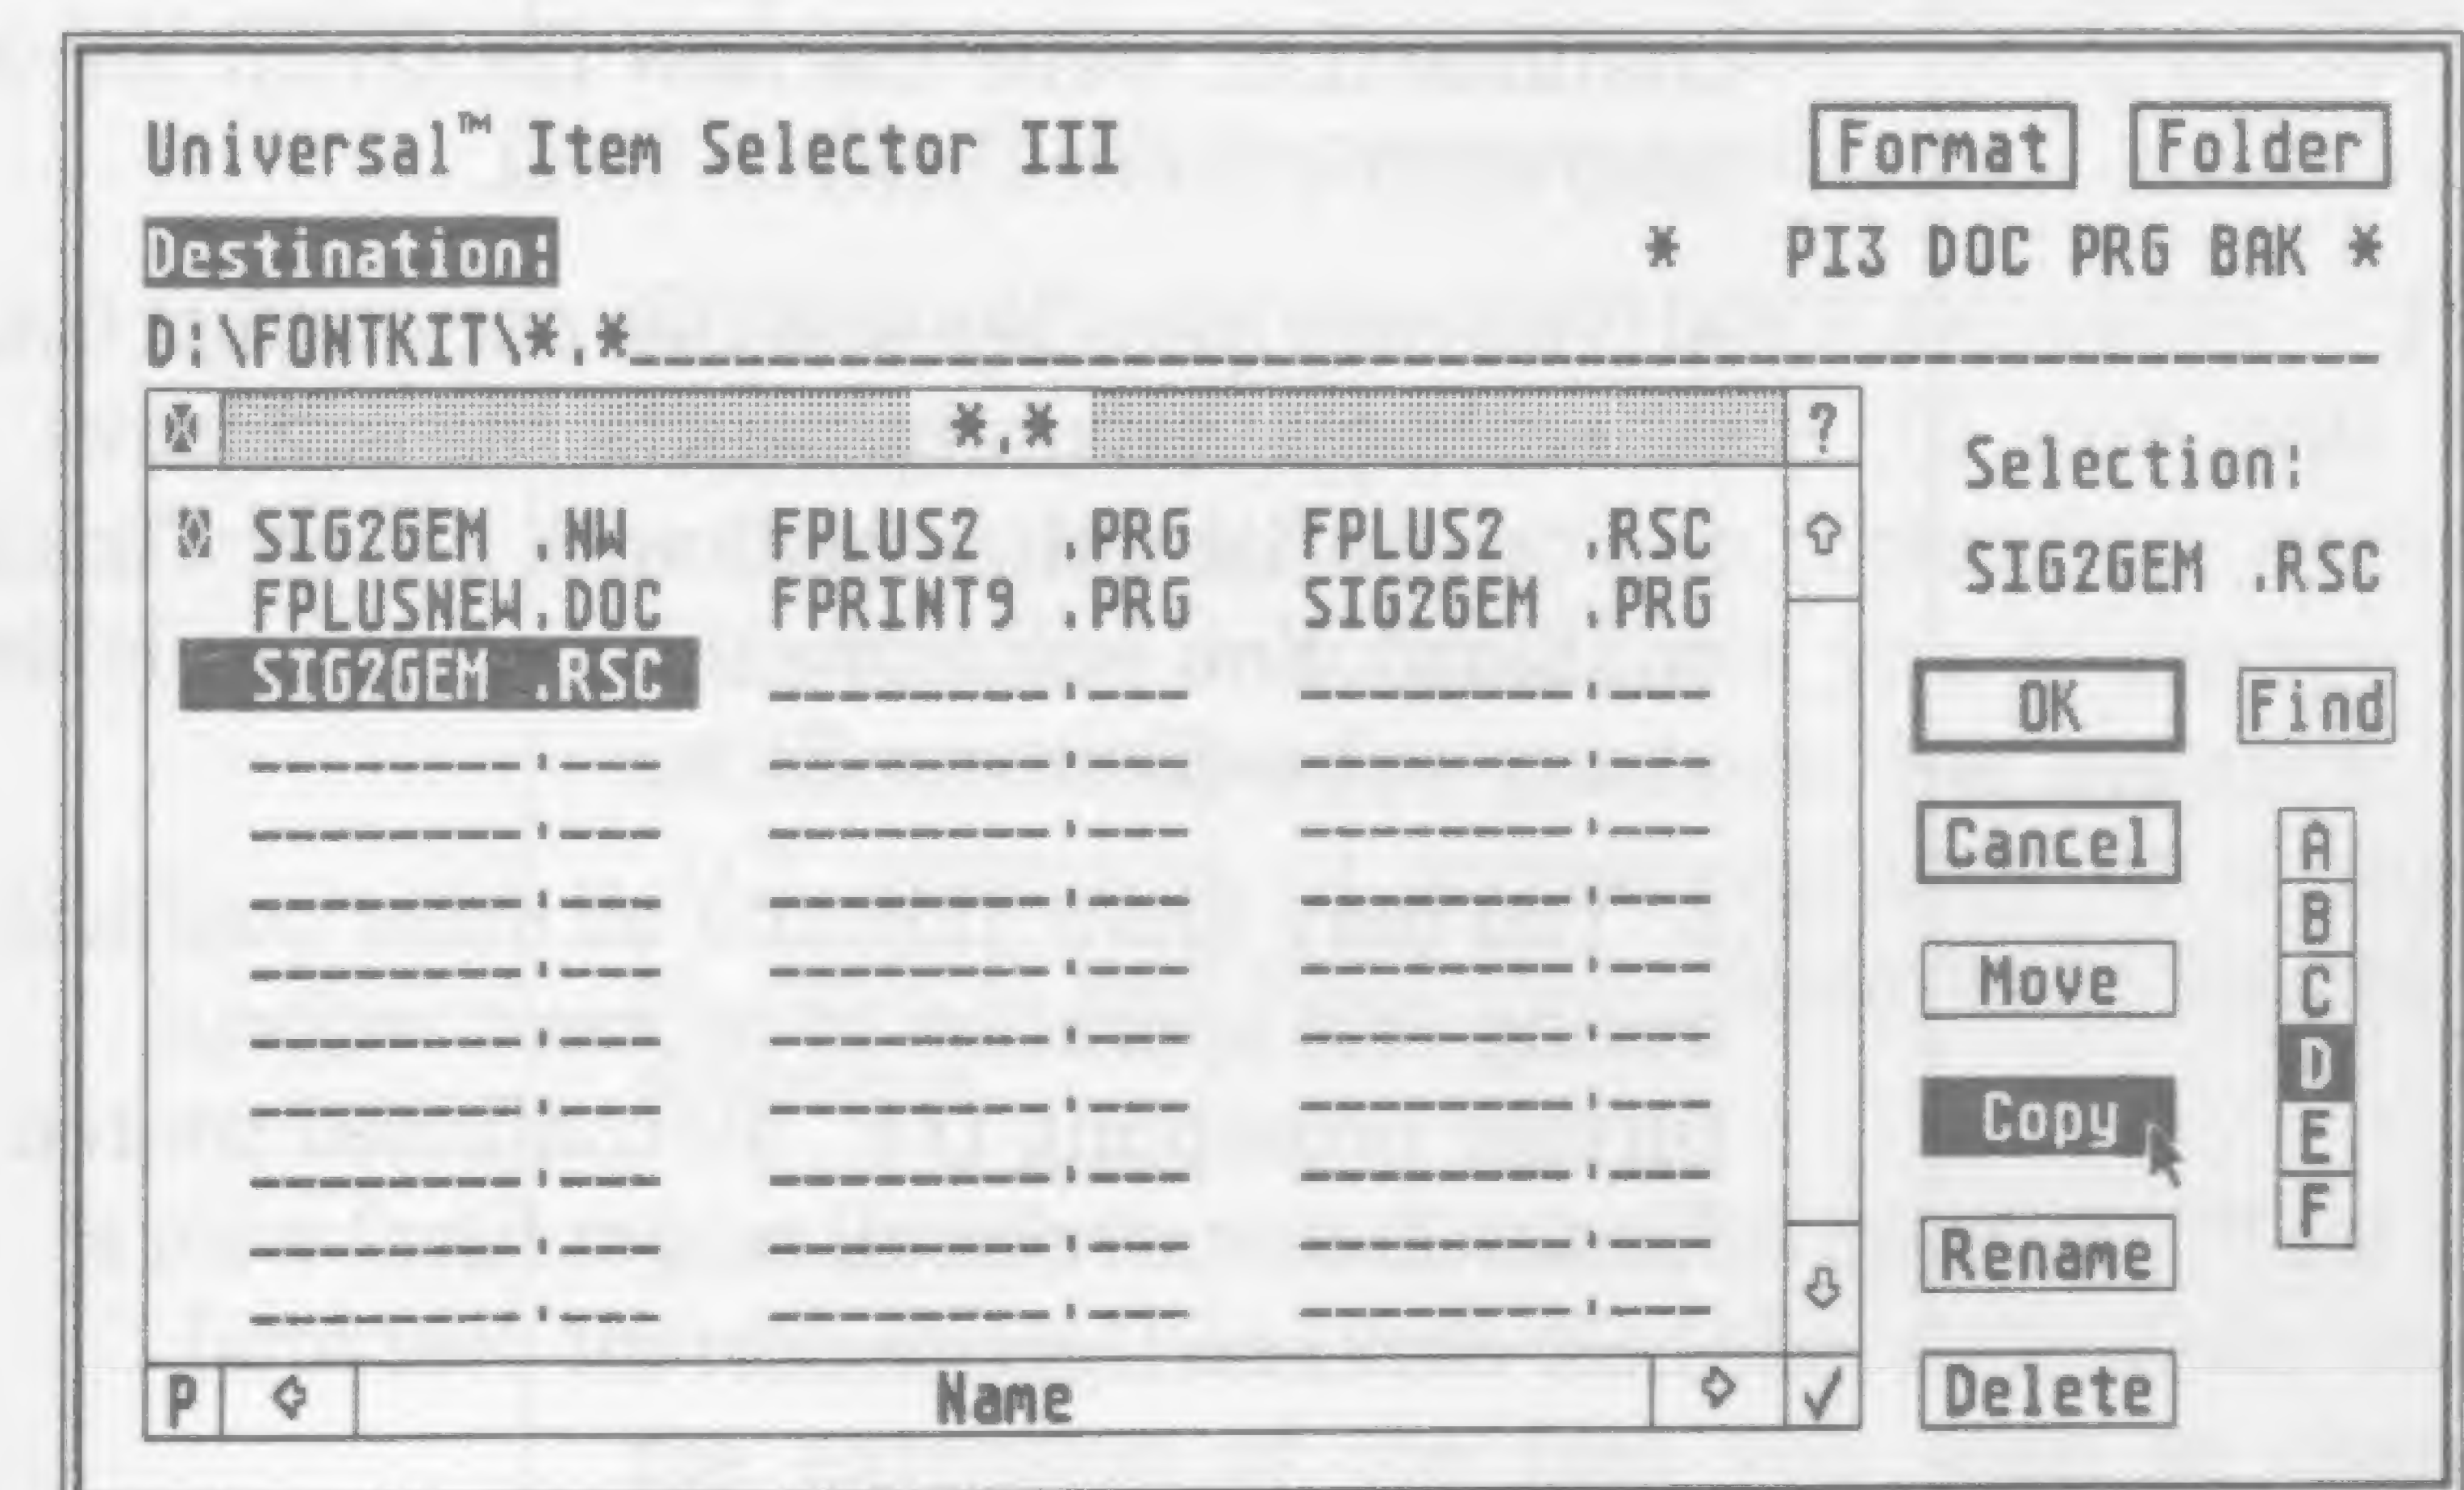 Universal™ Item Selector III Format Folder
Destination: * PI3 DOC PRG BAK *
D:\FONTKIT\*.*
*.* ?
Selection:
SIG2GEM .NW FPLUS2 .PRG FPLUS2 .RSC
SIG2GEM .RSC
FPLUSNEW.DOC FPRINT9 .PRG SIG2GEM .PRG
SIG2GEM .RSC
OK Find
Cancel
Move
Copy
Rename
Delete
A
B
C
D
E
F
P Name